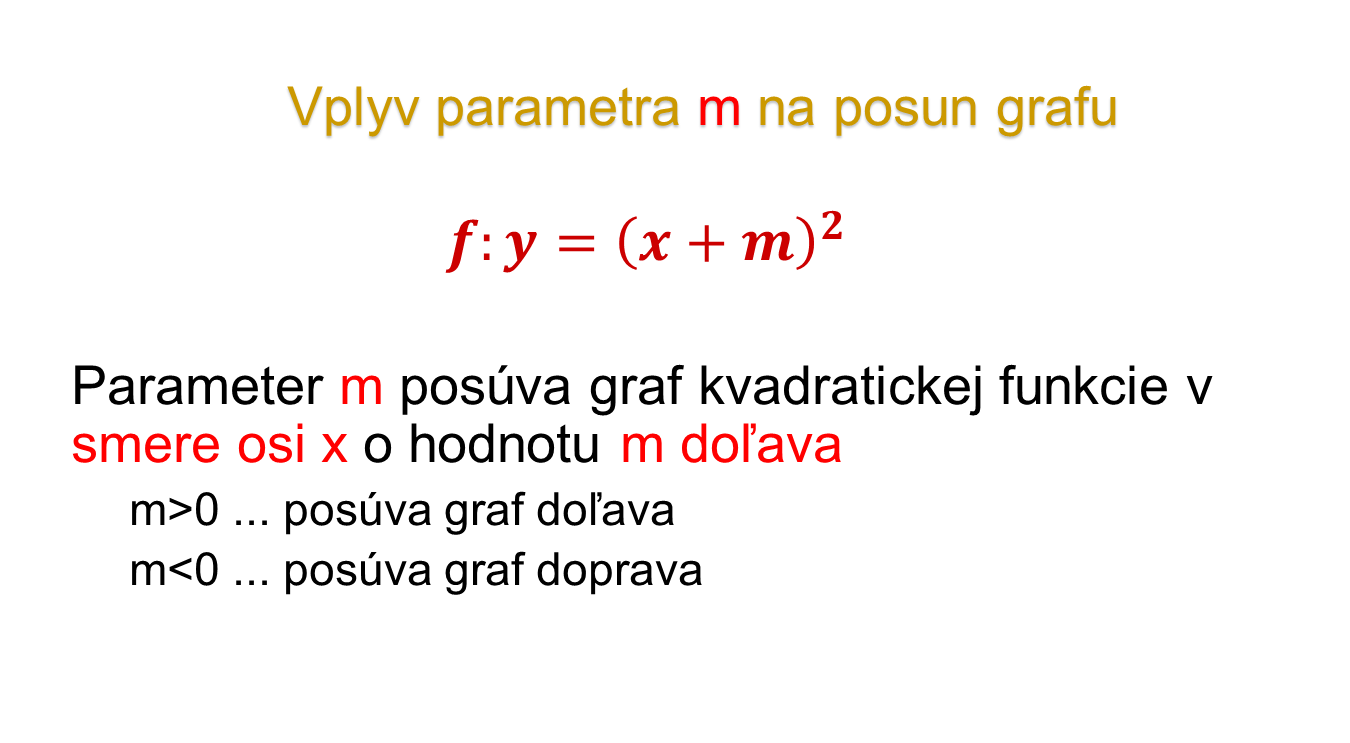 Vplyv parametra m na posun grafu
f: y = (x + m)²
Parameter m posúva graf kvadratickej funkcie v
smere osi x o hodnotu m doľava
m>0 ... posúva graf doľava
m<0 ... posúva graf doprava